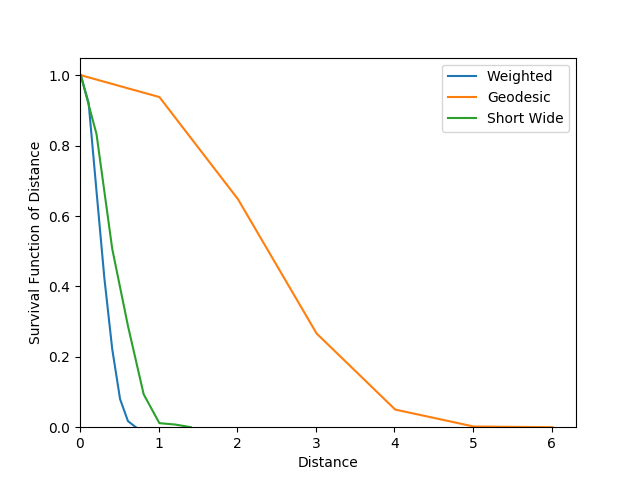 Weighted
Geodesic
Short Wide
Survival Function of Distance
1.0
0.8
0.6
0.4
0.2
0.0
0 1 2 3 4 5 6
Distance